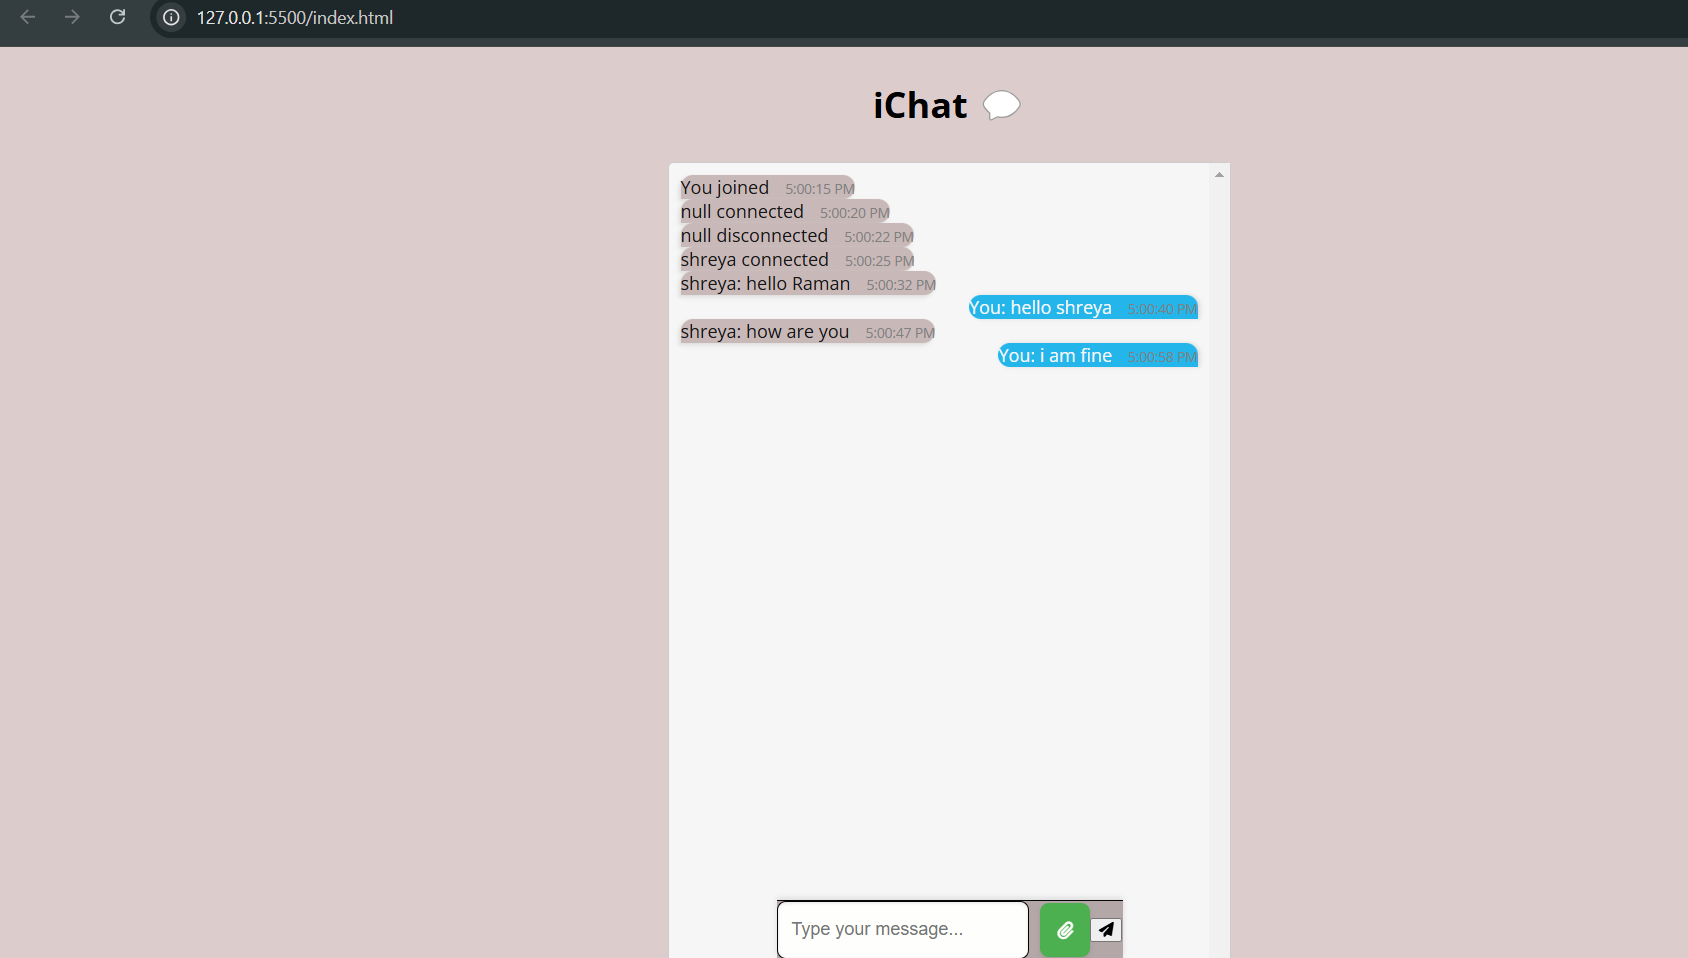 127.0.0.1:5500/index.html
iChat
You joined 5:00:15 PM
null connected 5:00:20 PM
null disconnected 5:00:22 PM
shreya connected 5:00:25 PM
shreya: hello Raman 5:00:32 PM
You: hello shreya 5:00:40 PM
shreya: how are you 5:00:47 PM
You: i am fine 5:00:58 PM
Type your message...